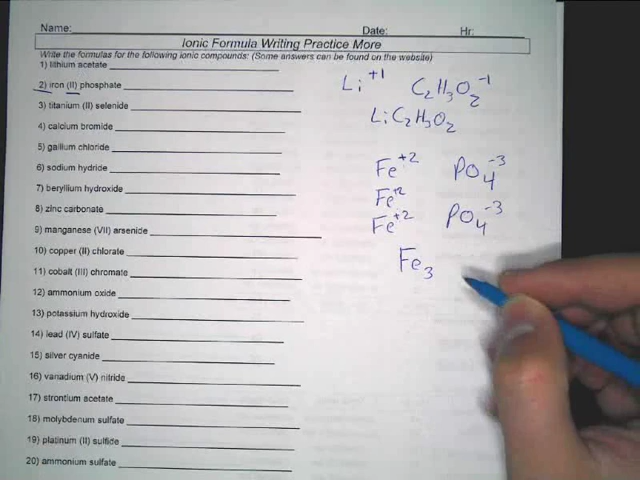 Name: Date: Hr:
Ionic Formula Writing Practice More
Write the formulas for the following ionic compounds: (Some answers can be found on the website)
1) lithium acetate
2) iron (II) phosphate
3) titanium (II) selenide
4) calcium bromide
5) gallium chloride
6) sodium hydride
7) beryllium hydroxide
8) zinc carbonate
9) manganese (VII) arsenide
10) copper (II) chlorate
11) cobalt (III) chromate
12) ammonium oxide
13) potassium hydroxide
14) lead (IV) sulfate
15) silver cyanide
16) vanadium (V) nitride
17) strontium acetate
18) molybdenum sulfate
19) platinum (II) sulfide
20) ammonium sulfate
Li⁺¹ C₂H₃O₂⁻¹
LiC₂H₃O₂
Fe⁺² PO₄⁻³
Fe⁺²
Fe⁺² PO₄⁻³
Fe₃